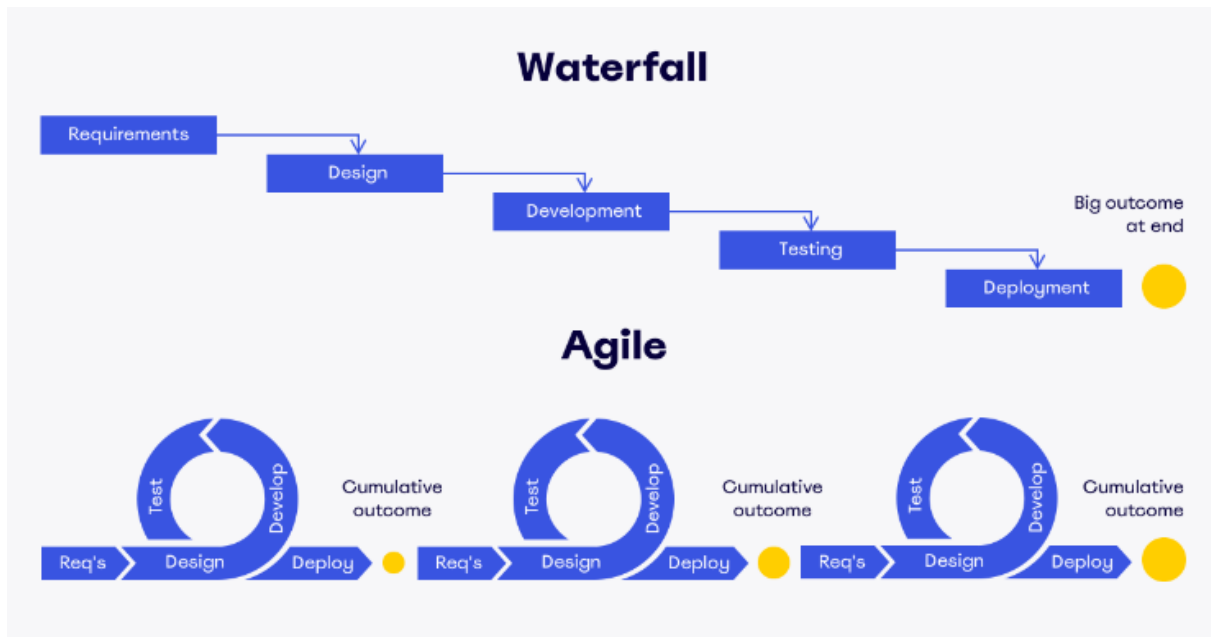 Waterfall
Requirements
Design
Development
Testing
Deployment
Big outcome
at end
Agile
Req's
Design
Develop
Test
Deploy
Cumulative
outcome
Req's
Design
Develop
Test
Deploy
Cumulative
outcome
Req's
Design
Develop
Test
Deploy
Cumulative
outcome